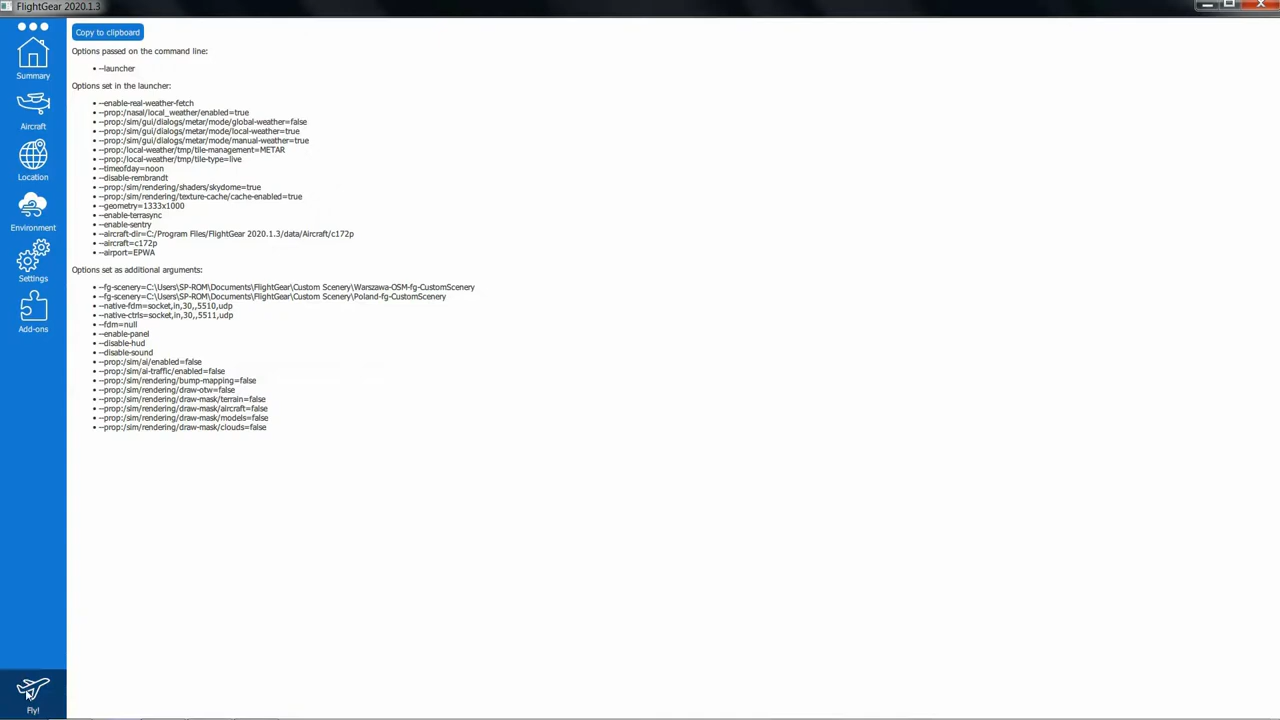 FlightGear 2020.1.3
Summary
Aircraft
Location
Environment
Settings
Add-ons
Fly!
Copy to clipboard
Options passed on the command line:
• --launcher
Options set in the launcher:
• --enable-real-weather-fetch
• --prop:/nasal/local_weather/enabled=true
• --prop:/sim/gui/dialogs/metar/mode/global-weather=false
• --prop:/sim/gui/dialogs/metar/mode/local-weather=true
• --prop:/sim/gui/dialogs/metar/mode/manual-weather=true
• --prop:/local-weather/tmp/tile-management=METAR
• --prop:/local-weather/tmp/tile-type=live
• --timeofday=noon
• --disable-rembrandt
• --prop:/sim/rendering/shaders/skydome=true
• --prop:/sim/rendering/texture-cache/cache-enabled=true
• --geometry=1333x1000
• --enable-terrasync
• --enable-sentry
• --aircraft-dir=C:/Program Files/FlightGear 2020.1.3/data/Aircraft/c172p
• --aircraft=c172p
• --airport=EPWA
Options set as additional arguments:
• --fg-scenery=C:\Users\SP-ROM\Documents\FlightGear\Custom Scenery\Warszawa-OSM-fg-CustomScenery
• --fg-scenery=C:\Users\SP-ROM\Documents\FlightGear\Custom Scenery\Poland-fg-CustomScenery
• --native-fdm=socket,in,30,,5510,udp
• --native-ctrls=socket,in,30,,5511,udp
• --fdm=null
• --enable-panel
• --disable-hud
• --disable-sound
• --prop:/sim/ai/enabled=false
• --prop:/sim/ai-traffic/enabled=false
• --prop:/sim/rendering/bump-mapping=false
• --prop:/sim/rendering/draw-otw=false
• --prop:/sim/rendering/draw-mask/terrain=false
• --prop:/sim/rendering/draw-mask/aircraft=false
• --prop:/sim/rendering/draw-mask/models=false
• --prop:/sim/rendering/draw-mask/clouds=false